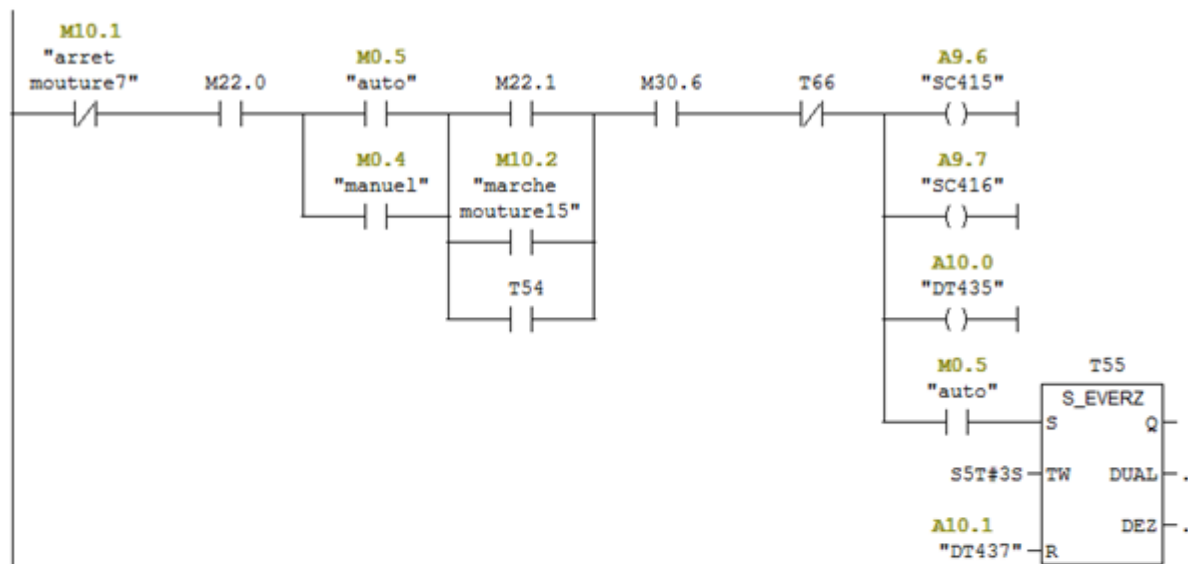 M10.1
"arret
mouture7"
M22.0
M0.5
"auto"
M22.1
M30.6
T66
A9.6
"SC415"
M0.4
"manuel"
M10.2
"marche
mouture15"
A9.7
"SC416"
T54
A10.0
"DT435"
M0.5
"auto"
T55
S_EVERZ
S
Q
S5T#3S
TW
DUAL
A10.1
"DT437"
R
DEZ